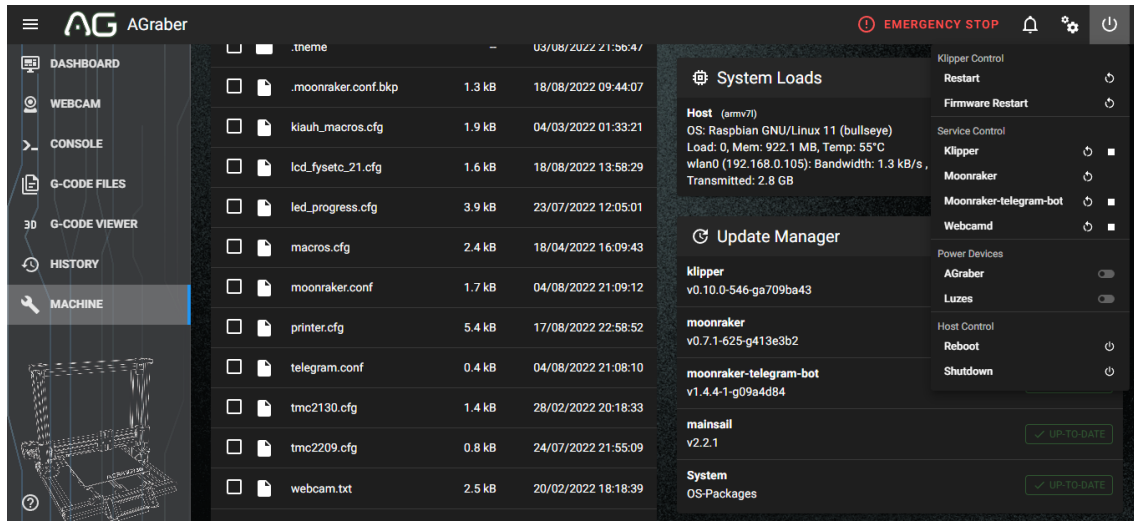 AG AGraber
EMERGENCY STOP
DASHBOARD
WEBCAM
CONSOLE
G-CODE FILES
3D G-CODE VIEWER
HISTORY
MACHINE
.theme -- 03/08/2022 21:56:47
.moonraker.conf.bkp 1.3 kB 18/08/2022 09:44:07
kiauh_macros.cfg 1.9 kB 04/03/2022 01:33:21
lcd_fysetc_21.cfg 1.6 kB 18/08/2022 13:58:29
led_progress.cfg 3.9 kB 23/07/2022 12:05:01
macros.cfg 2.4 kB 18/04/2022 16:09:43
moonraker.conf 1.7 kB 04/08/2022 21:09:12
printer.cfg 5.4 kB 17/08/2022 22:58:52
telegram.conf 0.4 kB 04/08/2022 21:08:10
tmc2130.cfg 1.4 kB 28/02/2022 20:18:33
tmc2209.cfg 0.8 kB 24/07/2022 21:55:09
webcam.txt 2.5 kB 20/02/2022 18:18:39
System Loads
Host (armv7l)
OS: Raspbian GNU/Linux 11 (bullseye)
Load: 0, Mem: 922.1 MB, Temp: 55°C
wlan0 (192.168.0.105): Bandwidth: 1.3 kB/s ,
Transmitted: 2.8 GB
Update Manager
klipper
v0.10.0-546-ga709ba43
moonraker
v0.7.1-625-g413e3b2
moonraker-telegram-bot
v1.4.4-1-g09a4d84
mainsail
v2.2.1
UP-TO-DATE
System
OS-Packages
UP-TO-DATE
Klipper Control
Restart
Firmware Restart
Service Control
Klipper
Moonraker
Moonraker-telegram-bot
Webcamd
Power Devices
AGraber
Luzes
Host Control
Reboot
Shutdown